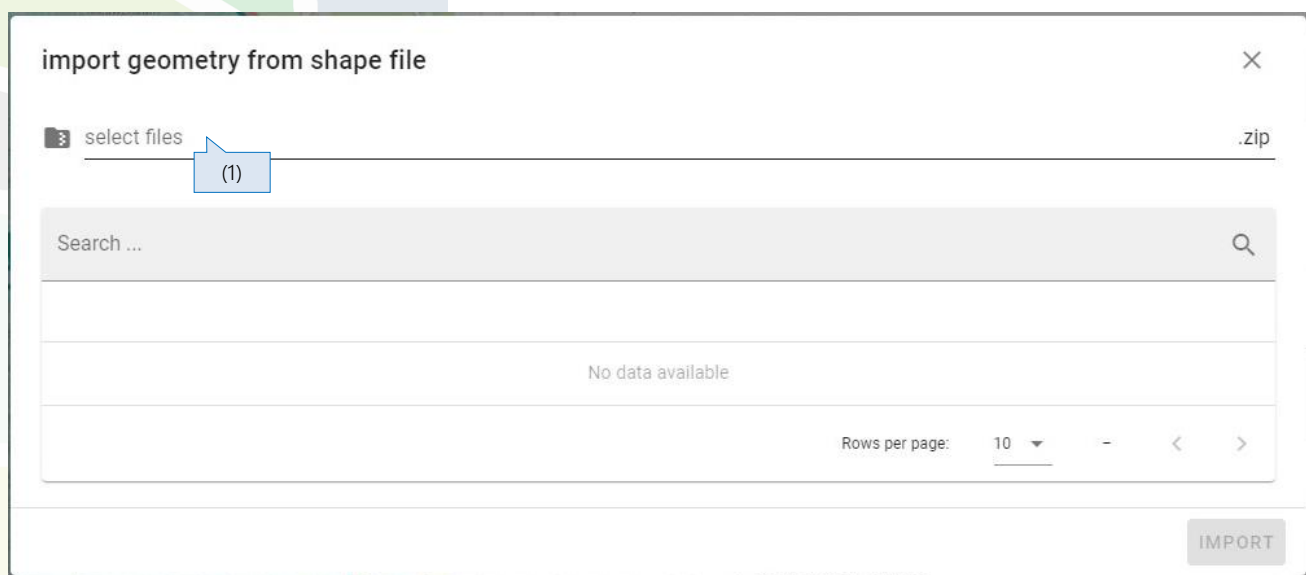 import geometry from shape file
select files
.zip
(1)
Search ...
No data available
Rows per page: 10 –
IMPORT